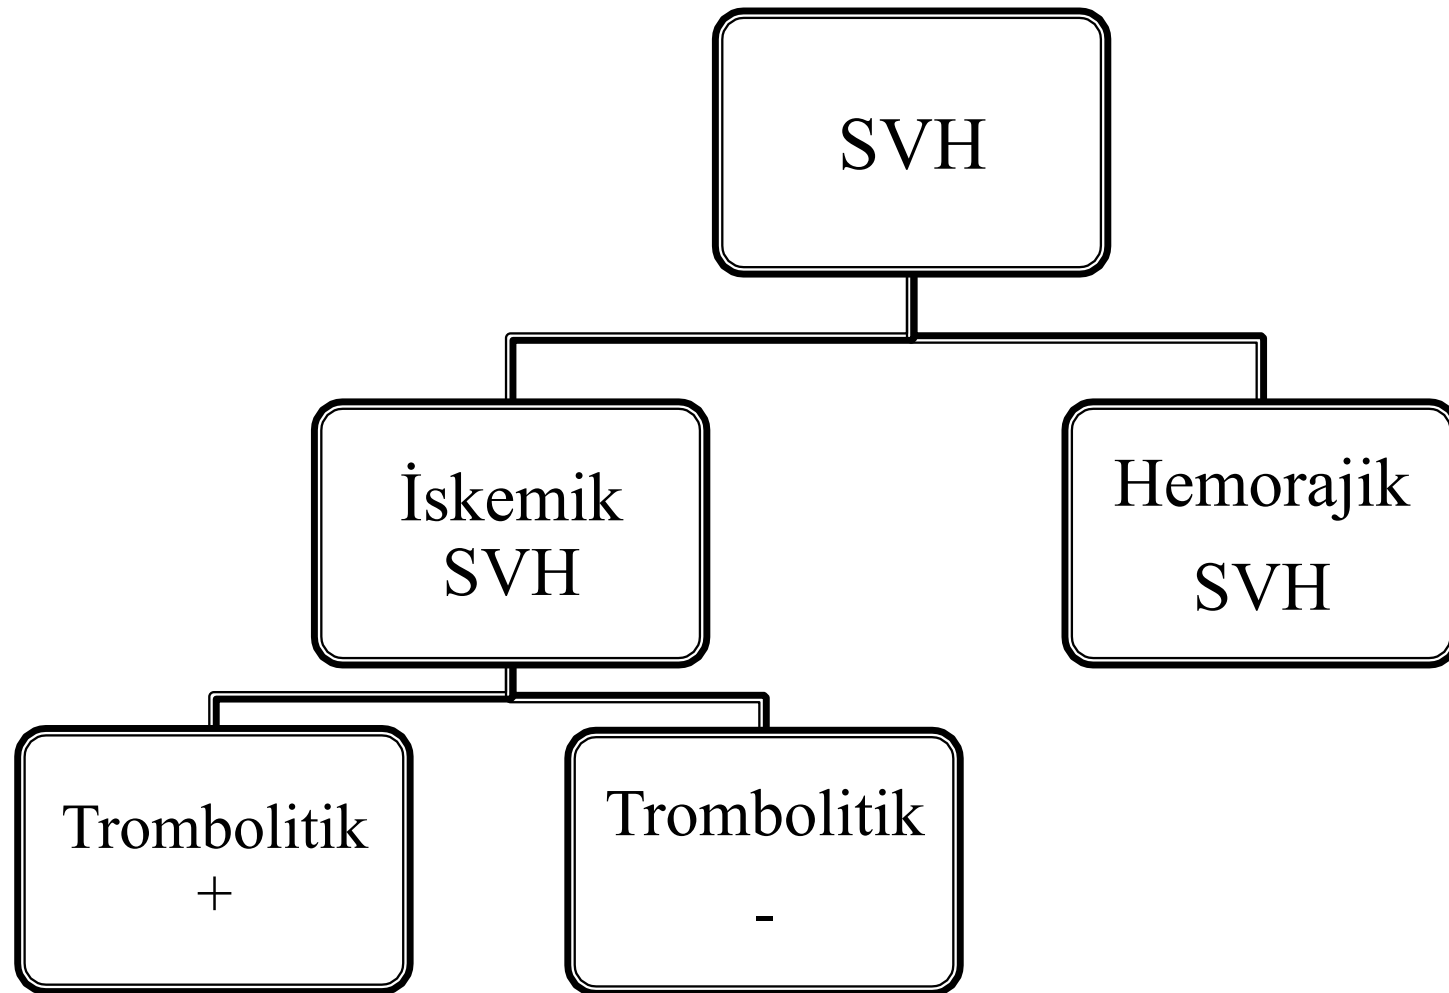 SVH
İskemik
SVH
Hemorajik
SVH
Trombolitik
+
Trombolitik
-